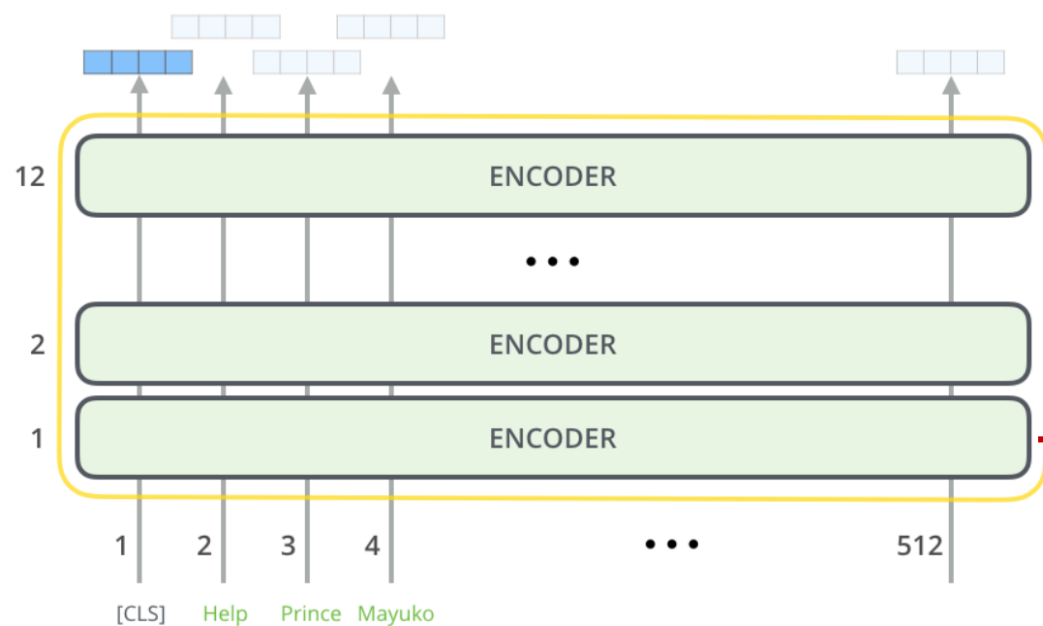 12 ENCODER
•••
2 ENCODER
1 ENCODER
1 2 3 4 ••• 512
[CLS] Help Prince Mayuko